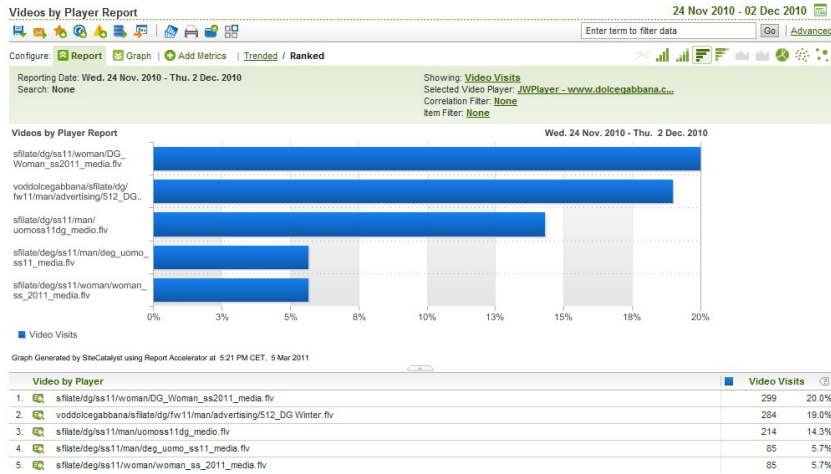 Videos by Player Report
24 Nov 2010 - 02 Dec 2010
Enter term to filter data
Go
Advanced
Configure: Report Graph | Add Metrics | Trended / Ranked
Reporting Date: Wed. 24 Nov. 2010 - Thu. 2 Dec. 2010
Search: None
Showing: Video Visits
Selected Video Player: JWPlayer - www.dolcegabbana.c...
Correlation Filter: None
Item Filter: None
Videos by Player Report
Wed. 24 Nov. 2010 - Thu. 2 Dec. 2010
sfilate/dg/ss11/woman/DG_
Woman_ss2011_media.flv
voddolcegabbana/sfilate/dg/
fw11/man/advertising/512_DG..
sfilate/dg/ss11/man/
uomoss11dg_medio.flv
sfilate/deg/ss11/man/deg_uomo_
ss11_media.flv
sfilate/deg/ss11/woman/woman_
ss_2011_media.flv
0% 3% 5% 8% 10% 13% 15% 18% 20%
Video Visits
Graph Generated by SiteCatalyst using Report Accelerator at 5:21 PM CET, 5 Mar 2011
Video by Player Video Visits
1. sfilate/dg/ss11/woman/DG_Woman_ss2011_media.flv 299 20.0%
2. voddolcegabbana/sfilate/dg/fw11/man/advertising/512_DG Winter.flv 284 19.0%
3. sfilate/dg/ss11/man/uomoss11dg_medio.flv 214 14.3%
4. sfilate/deg/ss11/man/deg_uomo_ss11_media.flv 85 5.7%
5. sfilate/deg/ss11/woman/woman_ss_2011_media.flv 85 5.7%